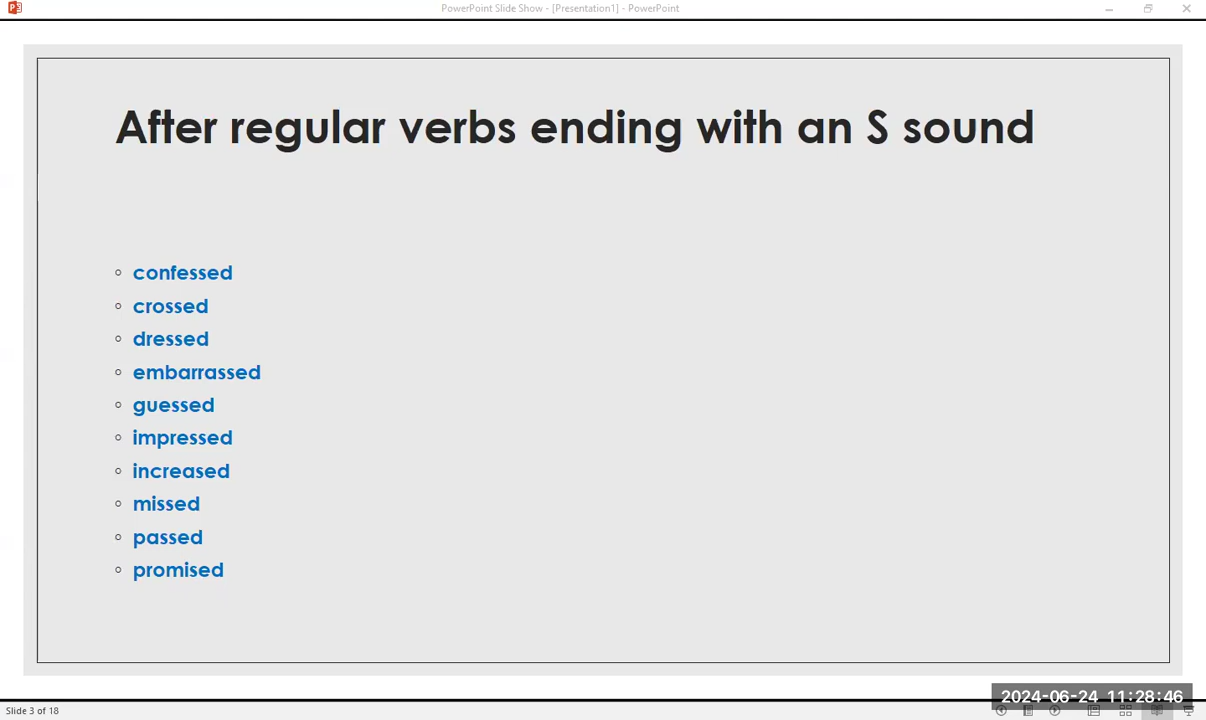 PowerPoint Slide Show - [Presentation1] - PowerPoint
After regular verbs ending with an S sound
confessed
crossed
dressed
embarrassed
guessed
impressed
increased
missed
passed
promised
2024-06-24 11:28:46
Slide 3 of 18